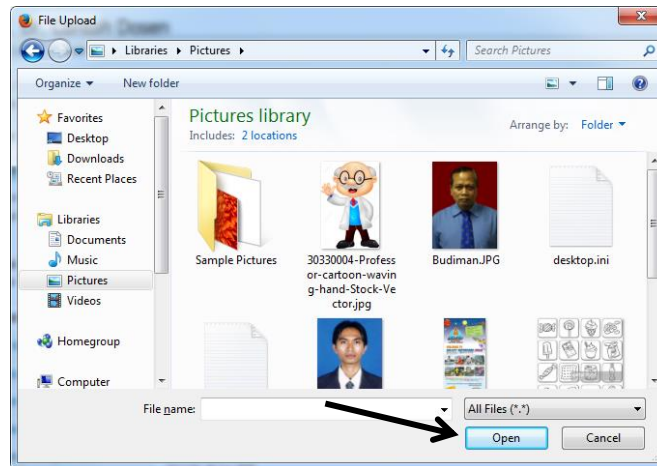 File Upload
Libraries
Pictures
Search Pictures
Organize
New folder
Favorites
Desktop
Downloads
Recent Places
Libraries
Documents
Music
Pictures
Videos
Homegroup
Computer
Pictures library
Includes: 2 locations
Arrange by: Folder
Sample Pictures
30330004-Profess
or-cartoon-wavin
g-hand-Stock-Ve
ctor.jpg
Budiman.JPG
desktop.ini
File name:
All Files (*.*)
Open
Cancel